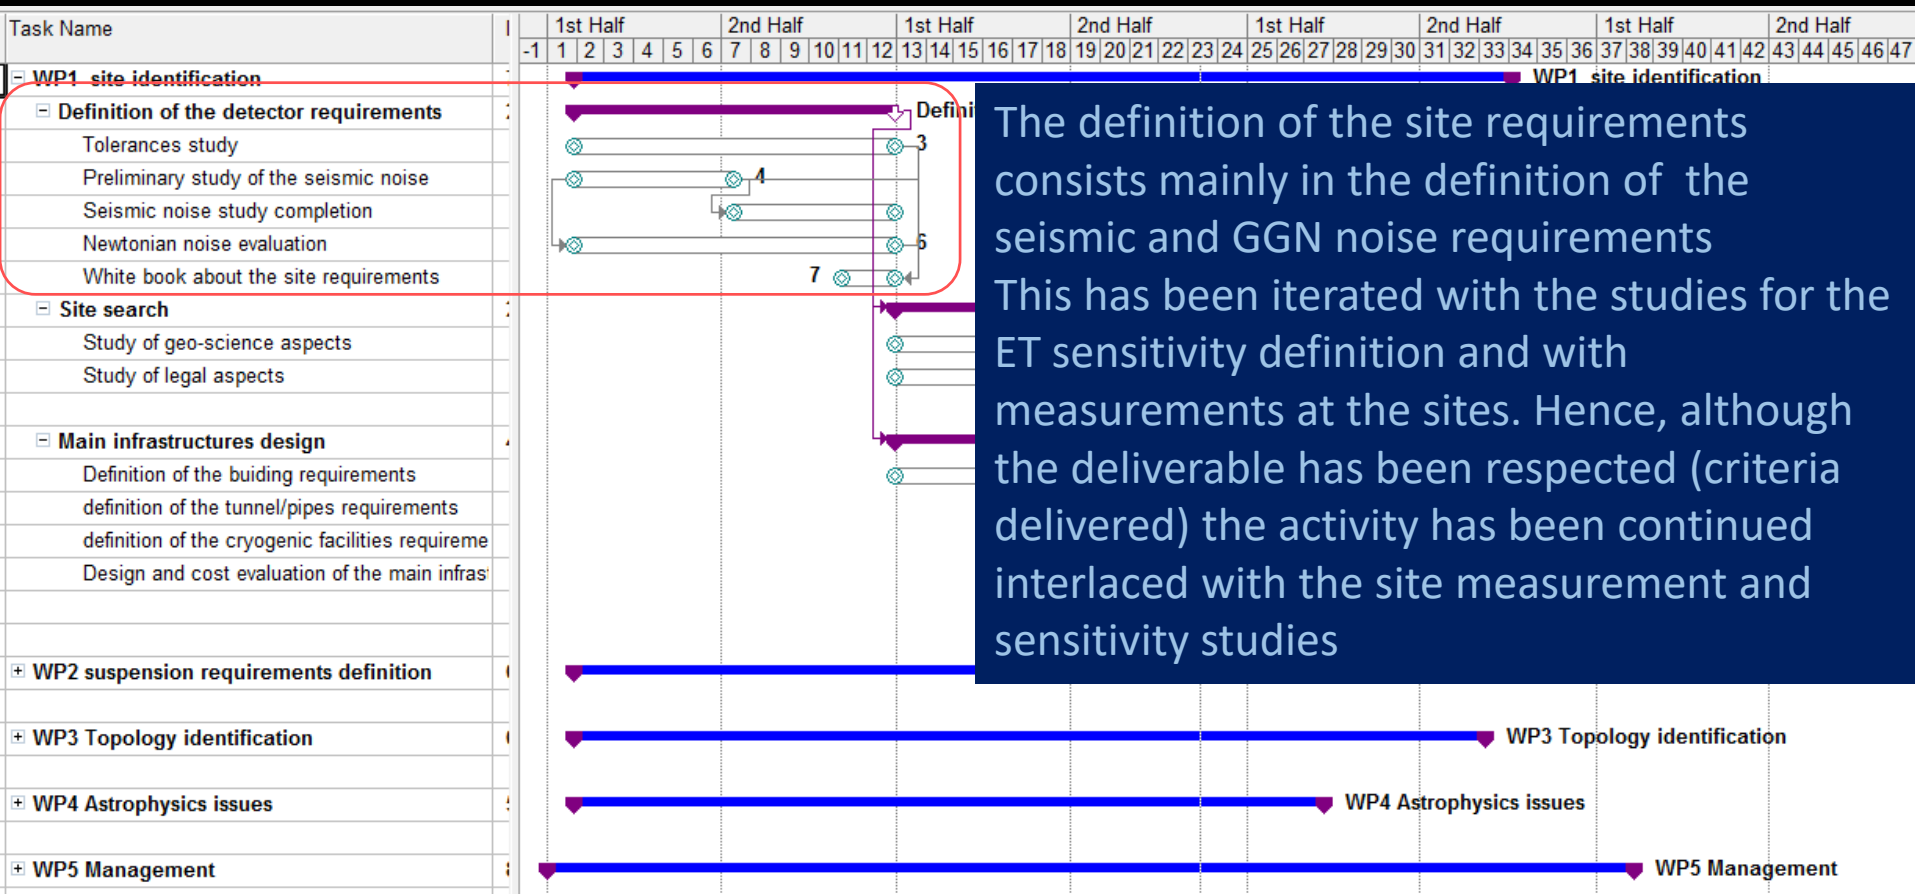 Task Name
1st Half 2nd Half 1st Half 2nd Half 1st Half 2nd Half 1st Half 2nd Half
-1 1 2 3 4 5 6 7 8 9 10 11 12 13 14 15 16 17 18 19 20 21 22 23 24 25 26 27 28 29 30 31 32 33 34 35 36 37 38 39 40 41 42 43 44 45 46 47
WP1 site identification
WP1 site identification
Definition of the detector requirements
Defini
Tolerances study
3
Preliminary study of the seismic noise
4
Seismic noise study completion
Newtonian noise evaluation
6
White book about the site requirements
7
Site search
Study of geo-science aspects
Study of legal aspects
Main infrastructures design
Definition of the buiding requirements
definition of the tunnel/pipes requirements
definition of the cryogenic facilities requireme
Design and cost evaluation of the main infras
The definition of the site requirements
consists mainly in the definition of the
seismic and GGN noise requirements
This has been iterated with the studies for the
ET sensitivity definition and with
measurements at the sites. Hence, although
the deliverable has been respected (criteria
delivered) the activity has been continued
interlaced with the site measurement and
sensitivity studies
WP2 suspension requirements definition
WP3 Topology identification
WP3 Topology identification
WP4 Astrophysics issues
WP4 Astrophysics issues
WP5 Management
WP5 Management